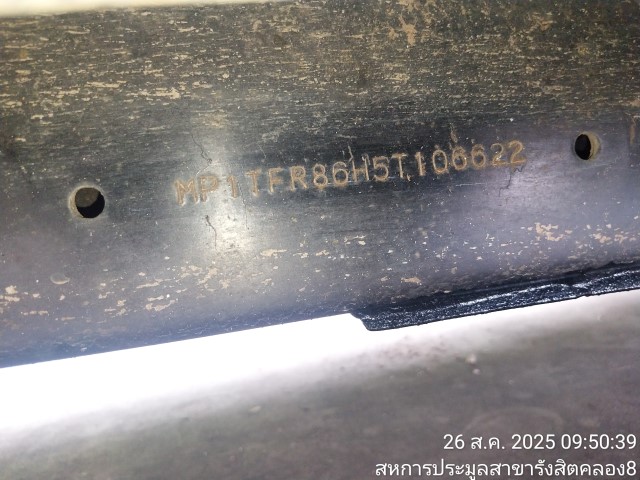 MP1TFR86H5T106622
26 ส.ค. 2025 09:50:39
สหการประมูลสาขารังสิตคลอง8